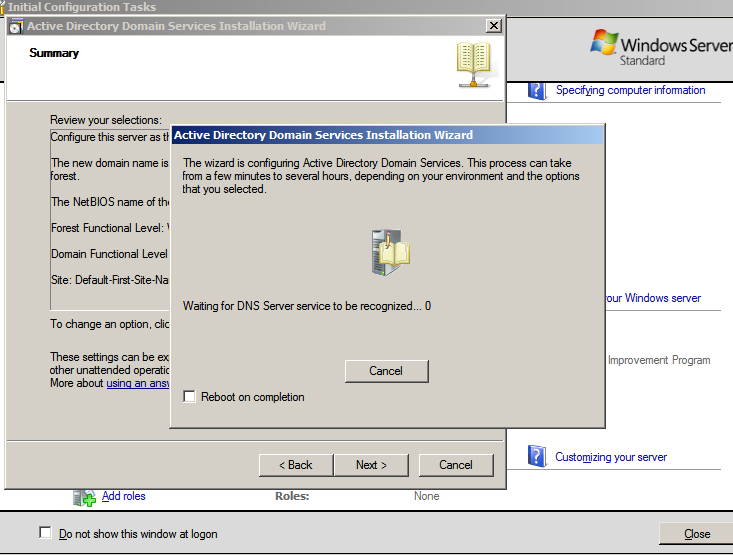 Initial Configuration Tasks
Active Directory Domain Services Installation Wizard
Summary
Windows Server
Standard
Specifying computer information
Review your selections:
Configure this server as th
The new domain name is
forest.
The NetBIOS name of the
Forest Functional Level:
Domain Functional Level
Site: Default-First-Site-Na
To change an option, clic
These settings can be ex
other unattended operatio
More about using an answ
Active Directory Domain Services Installation Wizard
The wizard is configuring Active Directory Domain Services. This process can take
from a few minutes to several hours, depending on your environment and the options
that you selected.
Waiting for DNS Server service to be recognized... 0
Cancel
Reboot on completion
our Windows server
Improvement Program
< Back
Next >
Cancel
Customizing your server
Add roles
Roles:
None
Do not show this window at logon
Close